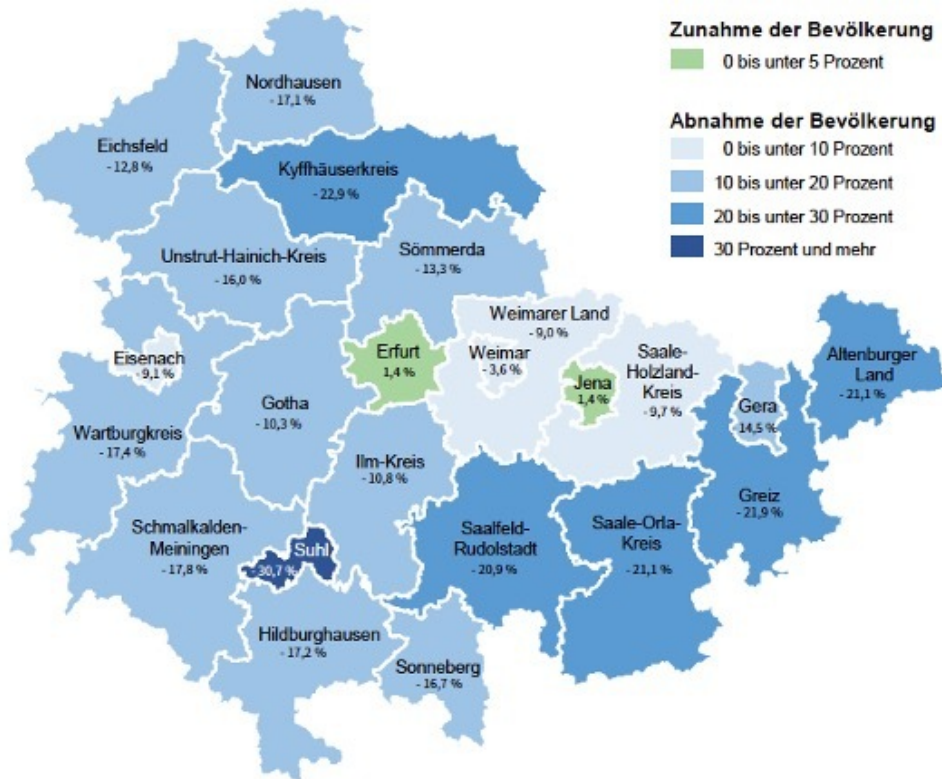 Zunahme der Bevölkerung
0 bis unter 5 Prozent
Abnahme der Bevölkerung
0 bis unter 10 Prozent
10 bis unter 20 Prozent
20 bis unter 30 Prozent
30 Prozent und mehr
Nordhausen
- 17,1 %
Eichsfeld
- 12,8 %
Kyffhäuserkreis
- 22,9 %
Unstrut-Hainich-Kreis
- 16,0 %
Sömmerda
- 13,3 %
Weimarer Land
- 9,0 %
Eisenach
- 9,1 %
Erfurt
1,4 %
Weimar
- 3,6 %
Jena
1,4 %
Saale-
Holzland-
Kreis
- 9,7 %
Altenburger
Land
- 21,1 %
Gera
- 14,5 %
Gotha
- 10,3 %
Wartburgkreis
- 17,4 %
Ilm-Kreis
- 10,8 %
Greiz
- 21,9 %
Schmalkalden-
Meiningen
- 17,8 %
Suhl
- 30,7 %
Saalfeld-
Rudolstadt
- 20,9 %
Saale-Orla-
Kreis
- 21,1 %
Hildburghausen
- 17,2 %
Sonneberg
- 16,7 %